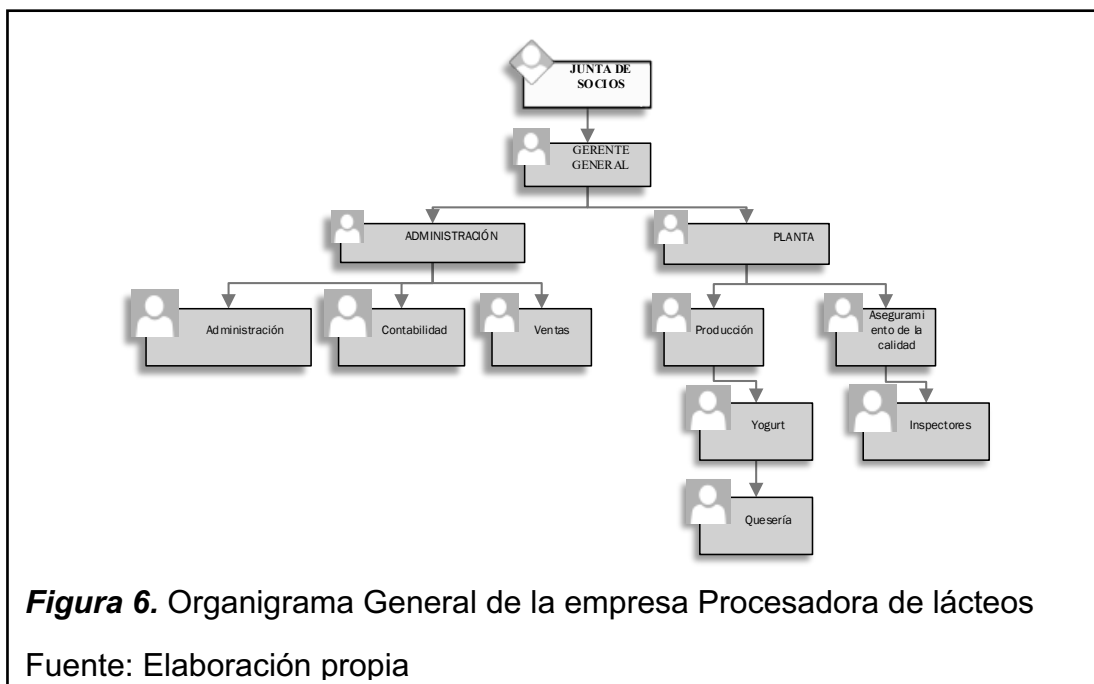 JUNTA DE
SOCIOS
GERENTE
GENERAL
ADMINISTRACIÓN
PLANTA
Administración
Contabilidad
Ventas
Producción
Asegurami
ento de la
calidad
Yogurt
Inspectores
Quesería
Figura 6. Organigrama General de la empresa Procesadora de lácteos
Fuente: Elaboración propia